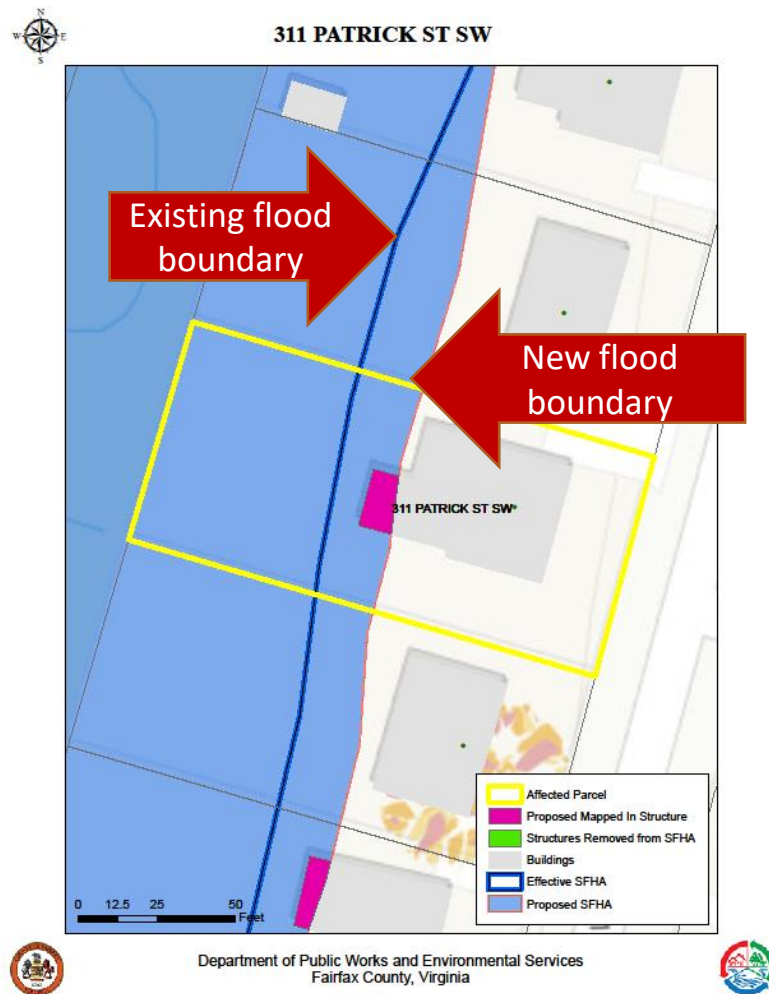 N
W E
S
311 PATRICK ST SW
Existing flood
boundary
New flood
boundary
311 PATRICK ST SW
Affected Parcel
Proposed Mapped In Structure
Structures Removed from SFHA
Buildings
Effective SFHA
Proposed SFHA
0 12.5 25 50
Feet
Department of Public Works and Environmental Services
Fairfax County, Virginia